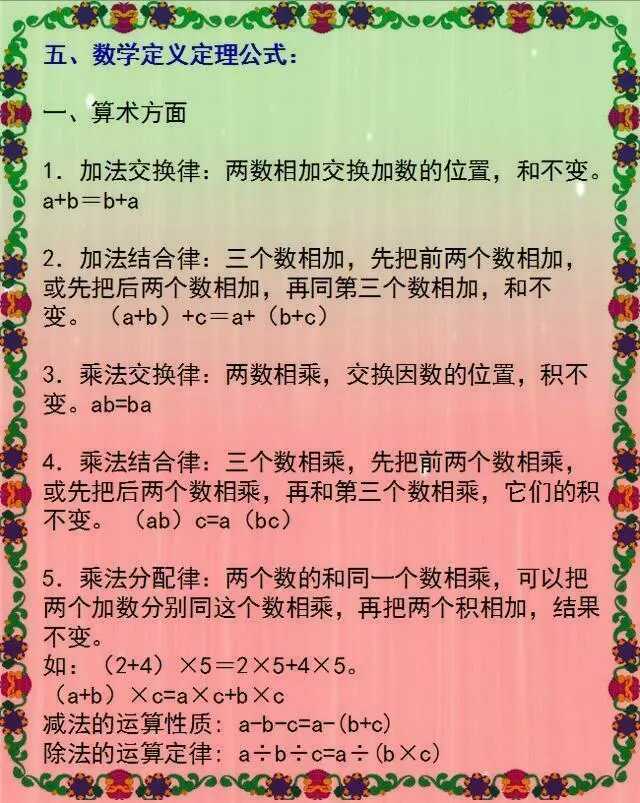 五、数学定义定理公式：
一、算术方面
1．加法交换律：两数相加交换加数的位置，和不变。
a+b＝b+a
2．加法结合律：三个数相加，先把前两个数相加，
或先把后两个数相加，再同第三个数相加，和不
变。（a+b）+c＝a+（b+c）
3．乘法交换律：两数相乘，交换因数的位置，积不
变。ab=ba
4．乘法结合律：三个数相乘，先把前两个数相乘，
或先把后两个数相乘，再和第三个数相乘，它们的积
不变。（ab）c=a（bc）
5．乘法分配律：两个数的和同一个数相乘，可以把
两个加数分别同这个数相乘，再把两个积相加，结果
不变。
如：（2+4）×5＝2×5+4×5。
（a+b）×c=a×c+b×c
减法的运算性质: a-b-c=a-(b+c)
除法的运算定律: a÷b÷c=a÷(b×c)